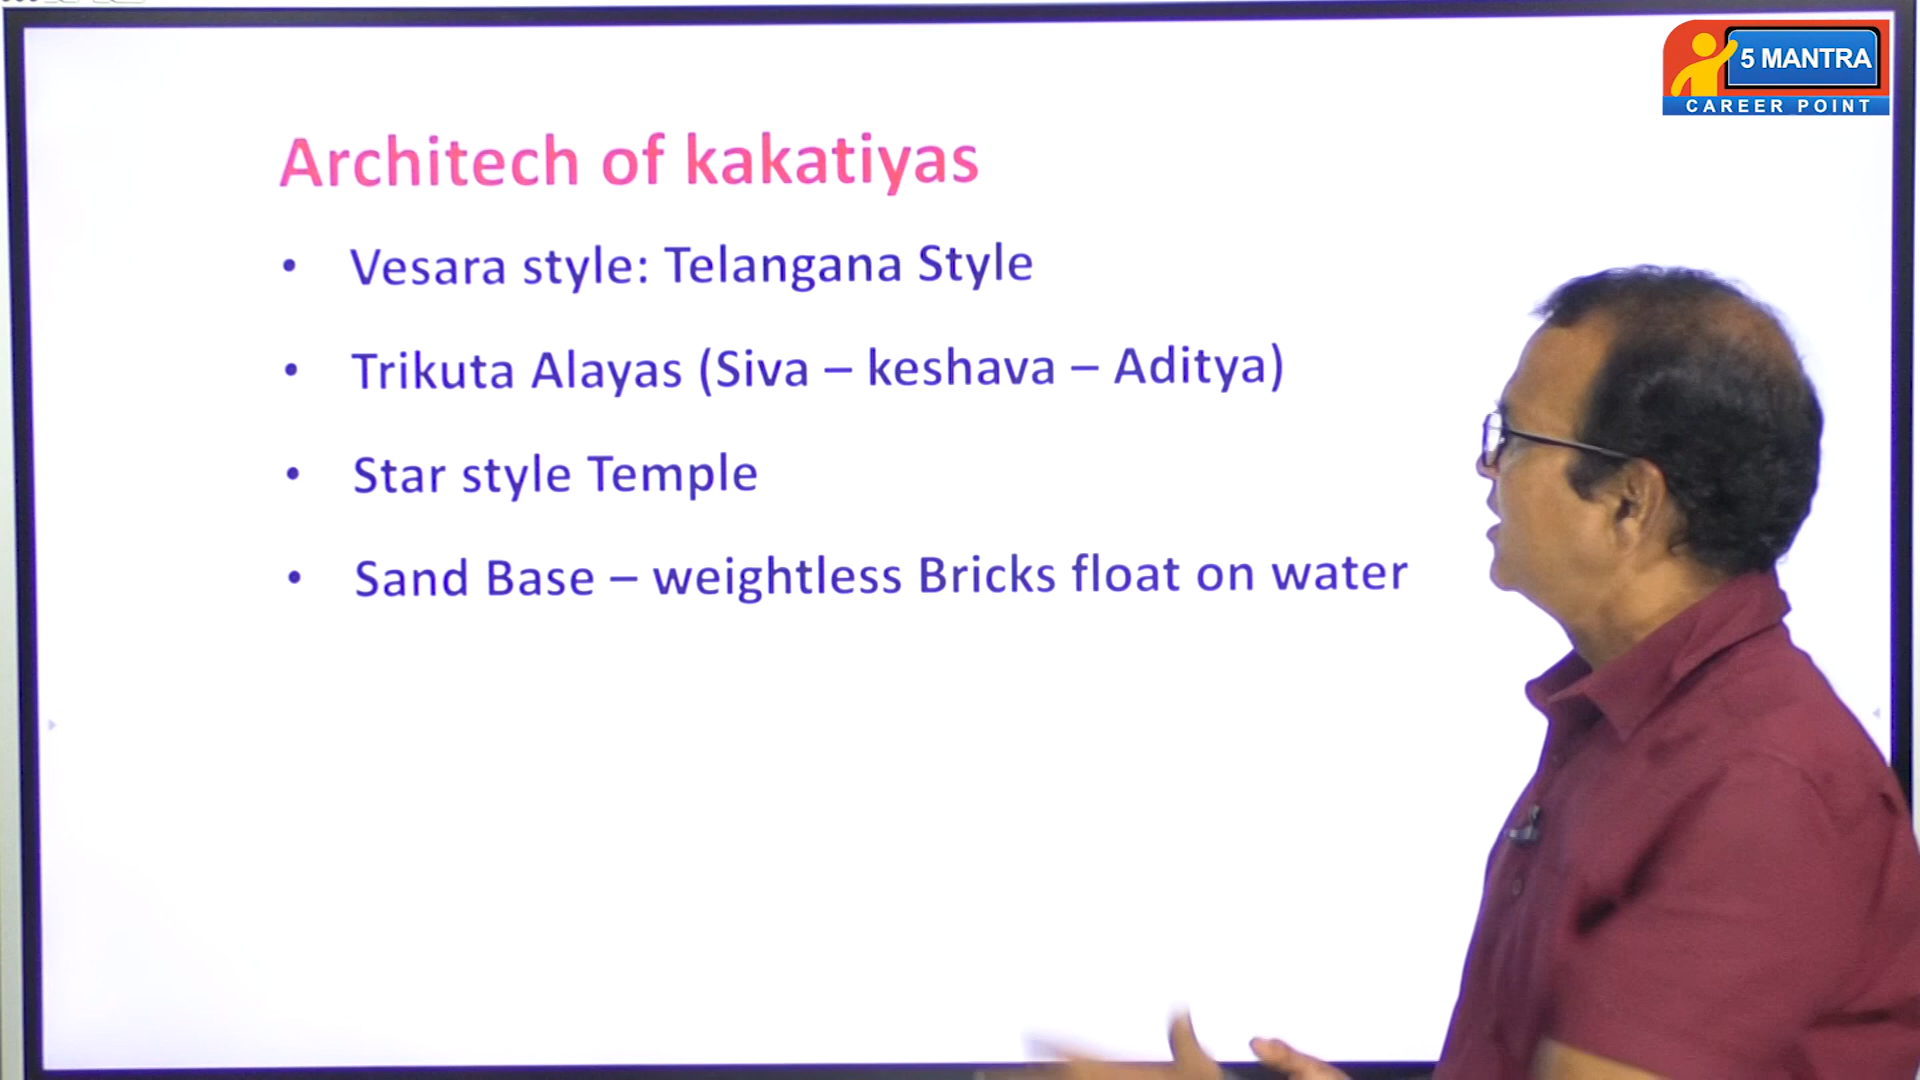 5 MANTRA
CAREER POINT
Architech of kakatiyas
• Vesara style: Telangana Style
• Trikuta Alayas (Siva – keshava – Aditya)
• Star style Temple
• Sand Base – weightless Bricks float on water